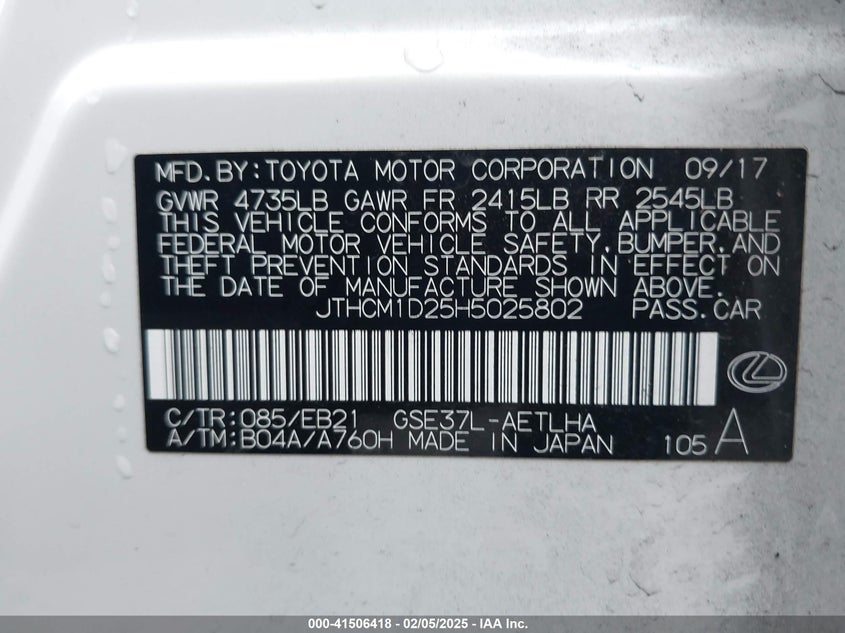 MFD.BY:TOYOTA MOTOR CORPORATION 09/17
GVWR 4735LB GAWR FR 2415LB RR 2545LB
THIS VEHICLE CONFORMS TO ALL APPLICABLE
FEDERAL MOTOR VEHICLE SAFETY,BUMPER,AND
THEFT PREVENTION STANDARDS IN EFFECT ON
THE DATE OF MANUFACTURE SHOWN ABOVE.
JTHCM1D25H5025802 PASS.CAR
C/TR:085/EB21 GSE37L-AETLHA
A/TM:B04A/A760H MADE IN JAPAN 105 A
000-41506418 - 02/05/2025 - IAA Inc.